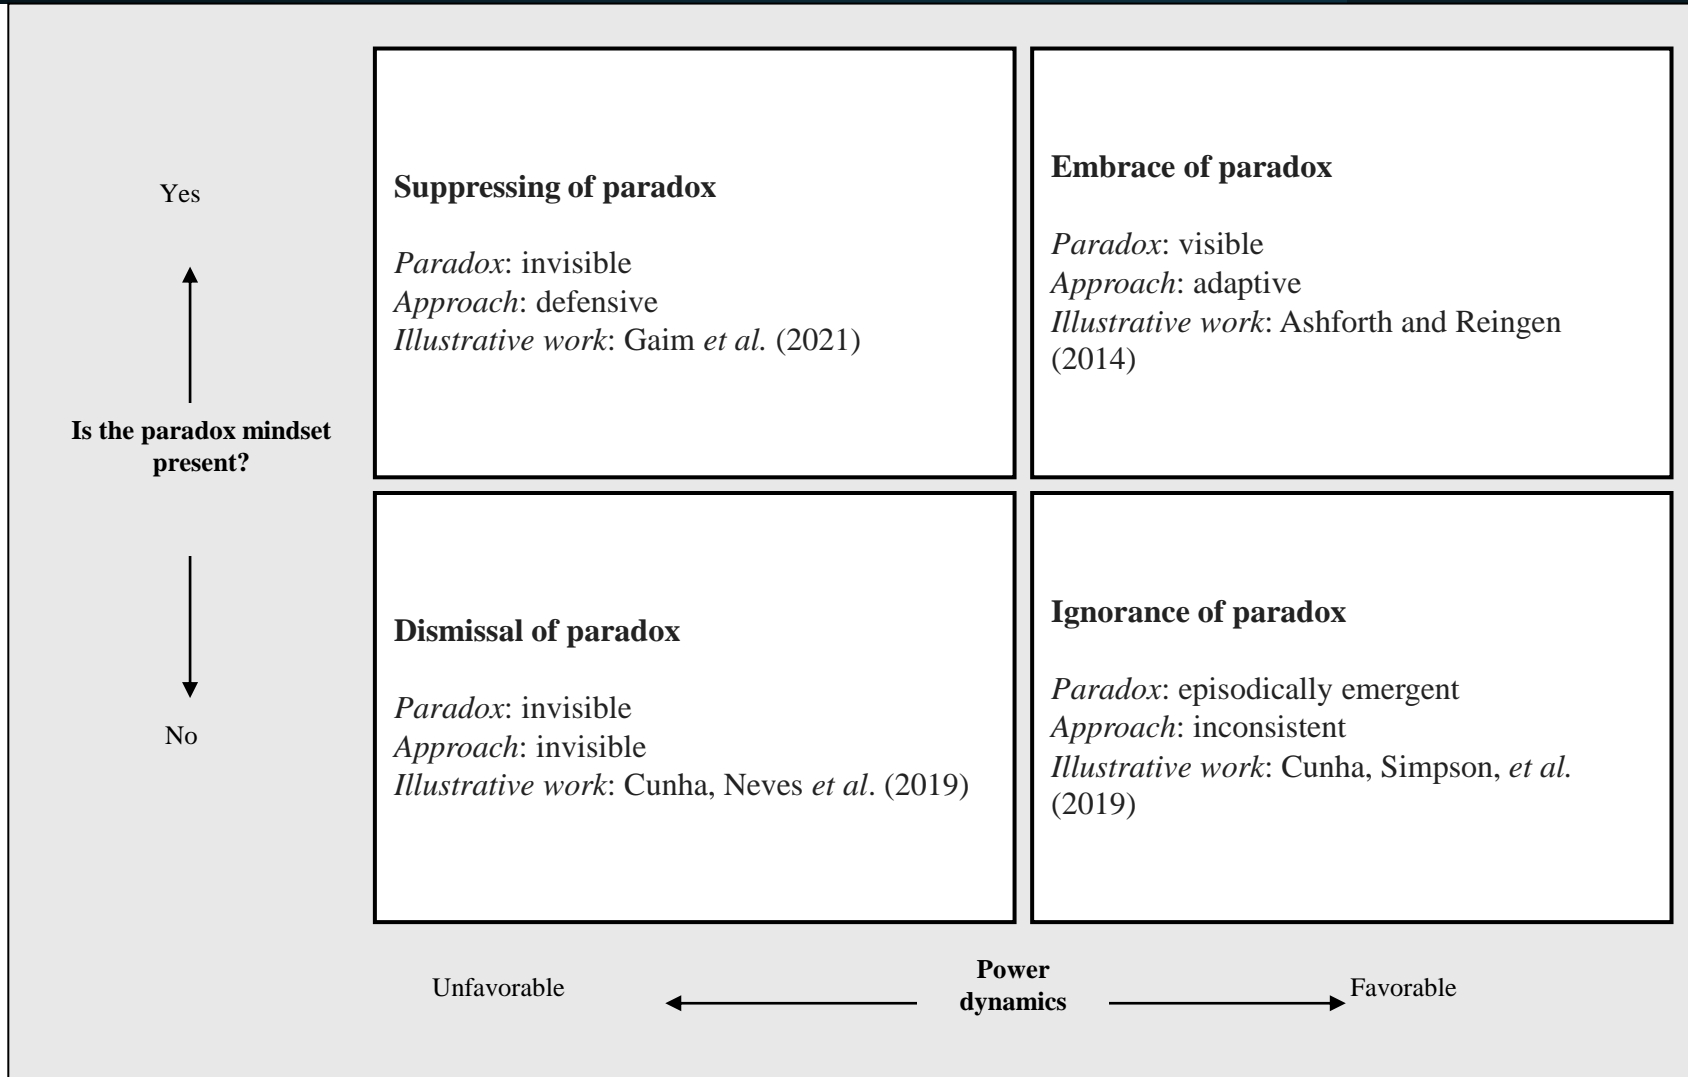 Yes
Is the paradox mindset
present?
No
Suppressing of paradox
Paradox: invisible
Approach: defensive
Illustrative work: Gaim et al. (2021)
Embrace of paradox
Paradox: visible
Approach: adaptive
Illustrative work: Ashforth and Reingen
(2014)
Dismissal of paradox
Paradox: invisible
Approach: invisible
Illustrative work: Cunha, Neves et al. (2019)
Ignorance of paradox
Paradox: episodically emergent
Approach: inconsistent
Illustrative work: Cunha, Simpson, et al.
(2019)
Unfavorable
Power
dynamics
Favorable